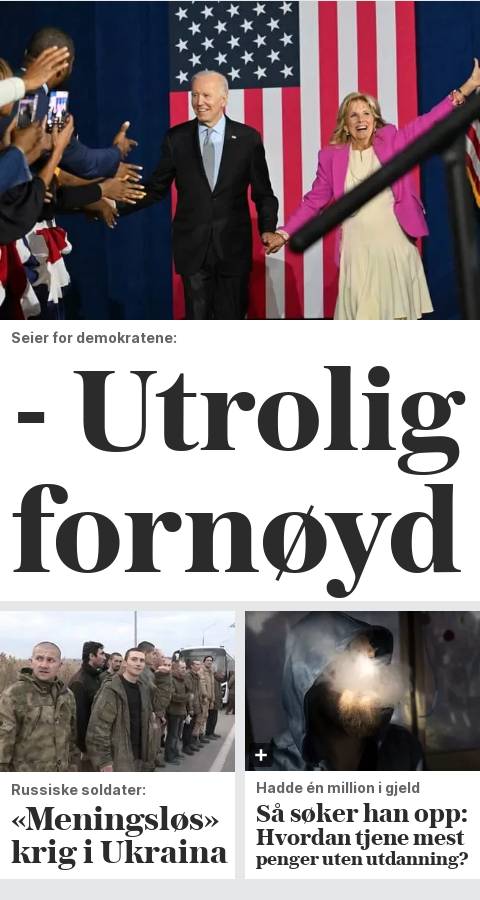 Seier for demokratene:
- Utrolig
fornøyd
Russiske soldater:
«Meningsløs»
krig i Ukraina
Hadde én million i gjeld
Så søker han opp:
Hvordan tjene mest
penger uten utdanning?